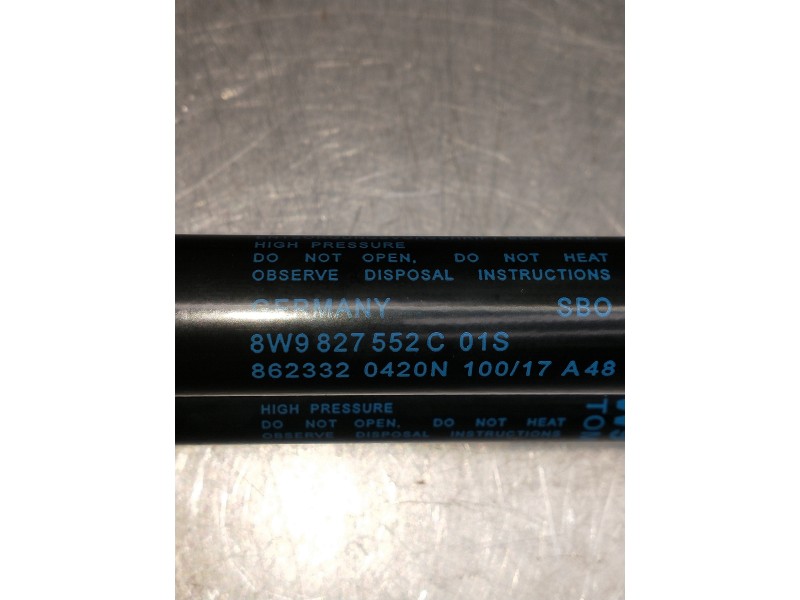 HIGH PRESSURE
DO NOT OPEN. DO NOT HEAT
OBSERVE DISPOSAL INSTRUCTIONS
GERMANY SBO
8W9 827 552 C 01S
862332 0420N 100/17 A48
HIGH PRESSURE
DO NOT OPEN, DO NOT HEAT
OBSERVE DISPOSAL INSTRUCTIONS